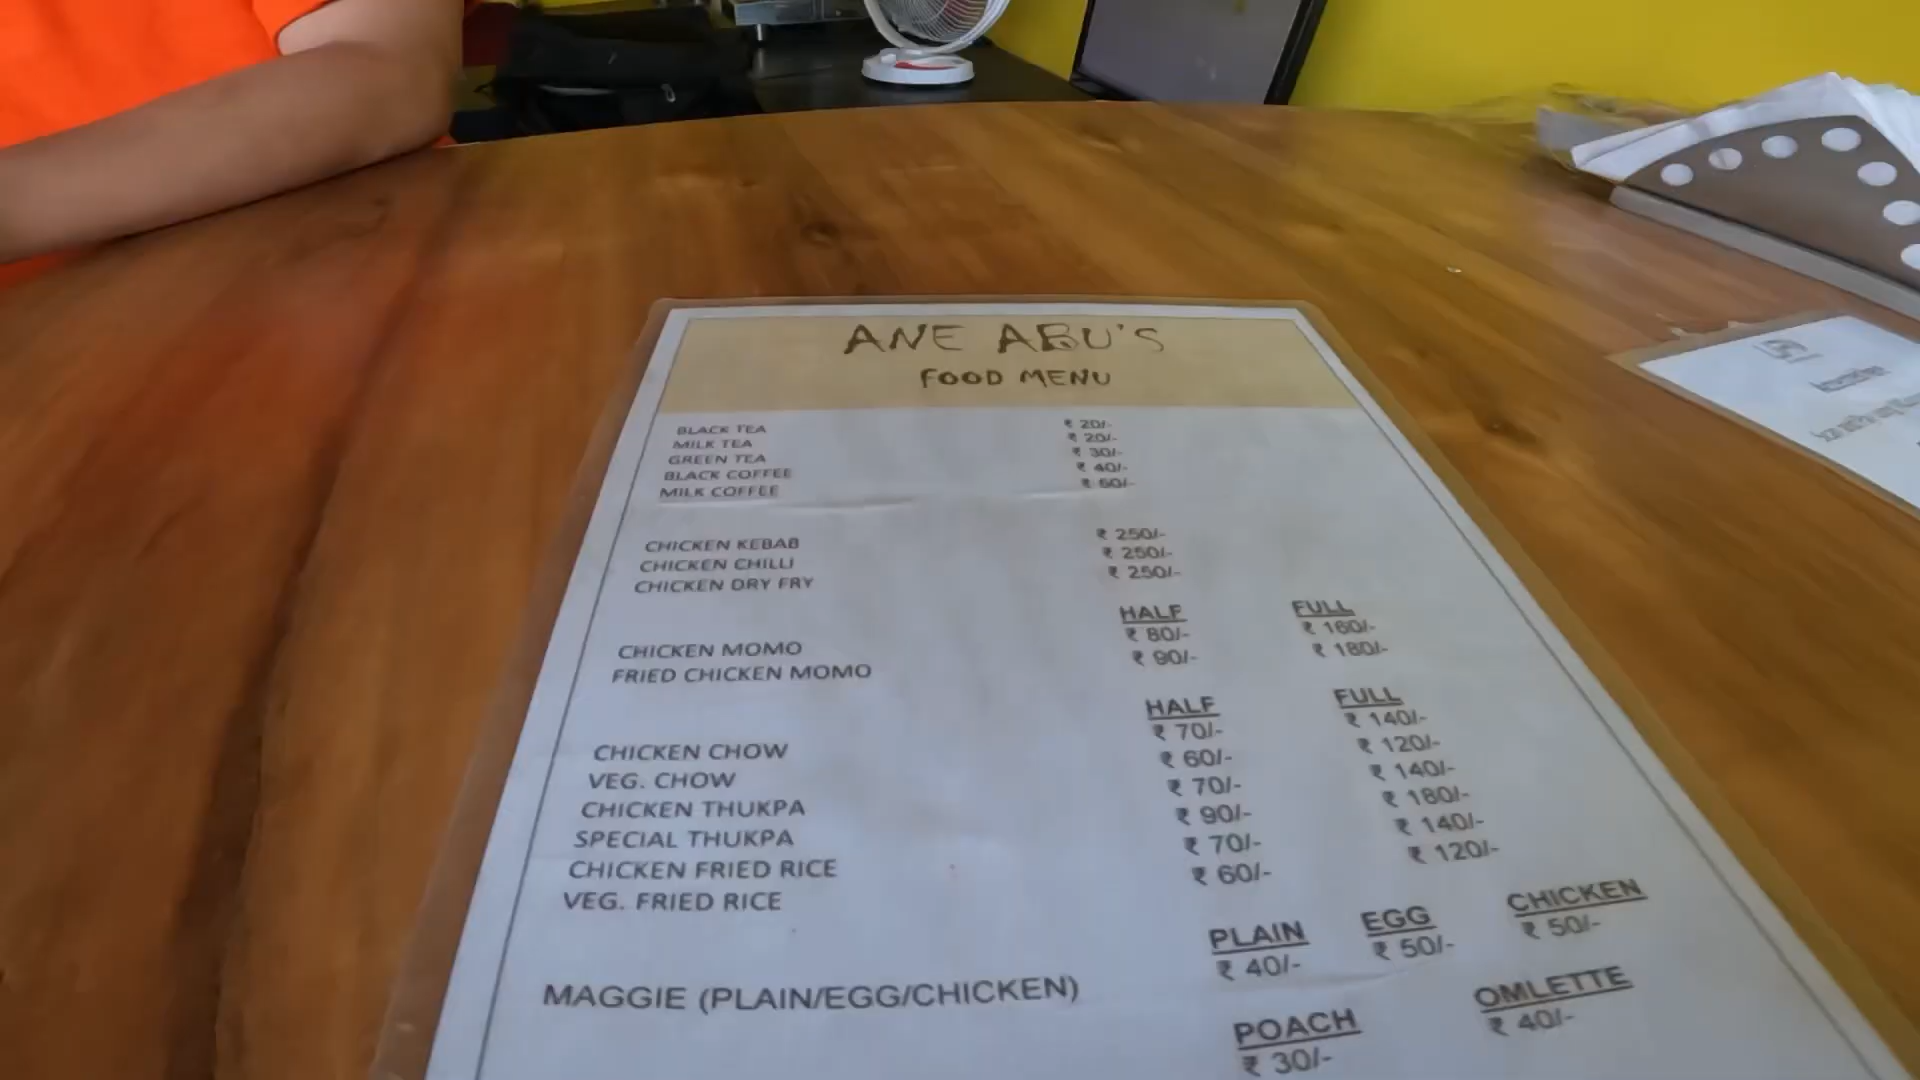 ANE ABU'S
FOOD MENU
BLACK TEA ₹ 20/-
MILK TEA ₹ 20/-
GREEN TEA ₹ 30/-
BLACK COFFEE ₹ 40/-
MILK COFFEE ₹ 60/-
CHICKEN KEBAB ₹ 250/-
CHICKEN CHILLI ₹ 250/-
CHICKEN DRY FRY ₹ 250/-
HALF FULL
CHICKEN MOMO ₹ 80/- ₹ 160/-
FRIED CHICKEN MOMO ₹ 90/- ₹ 180/-
HALF FULL
CHICKEN CHOW ₹ 70/- ₹ 140/-
VEG. CHOW ₹ 60/- ₹ 120/-
CHICKEN THUKPA ₹ 70/- ₹ 140/-
SPECIAL THUKPA ₹ 90/- ₹ 180/-
CHICKEN FRIED RICE ₹ 70/- ₹ 140/-
VEG. FRIED RICE ₹ 60/- ₹ 120/-
PLAIN EGG CHICKEN
MAGGIE (PLAIN/EGG/CHICKEN) ₹ 40/- ₹ 50/- ₹ 50/-
POACH OMLETTE
₹ 30/- ₹ 40/-